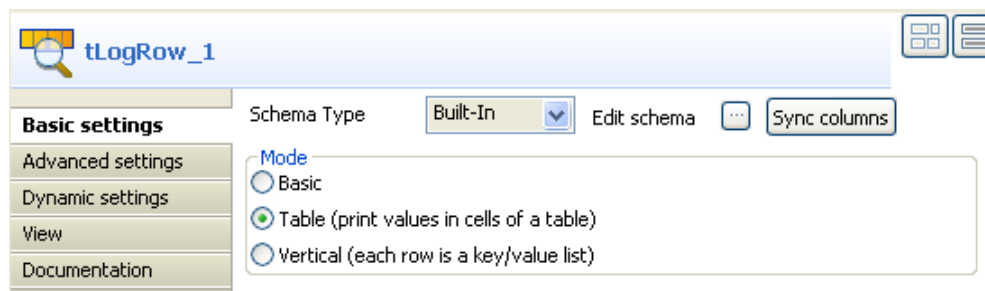 tLogRow_1
Basic settings
Advanced settings
Dynamic settings
View
Documentation
Schema Type Built-In Edit schema ... Sync columns
Mode
Basic
Table (print values in cells of a table)
Vertical (each row is a key/value list)